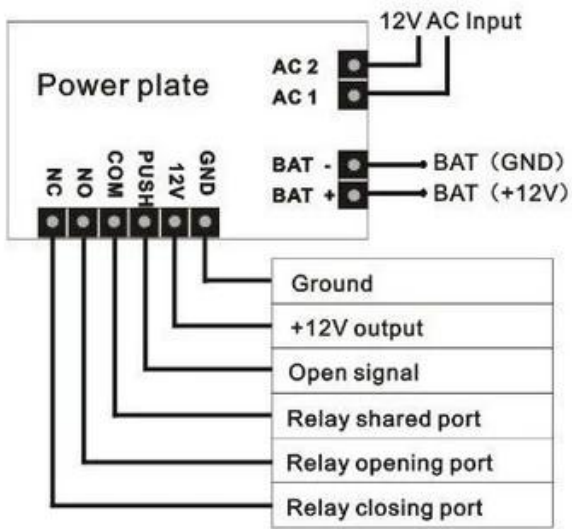 12V AC Input
AC 2
Power plate
AC 1
BAT -
BAT（GND）
BAT +
BAT（+12V）
NC
NO
COM
PUSH
12V
GND
Ground
+12V output
Open signal
Relay shared port
Relay opening port
Relay closing port